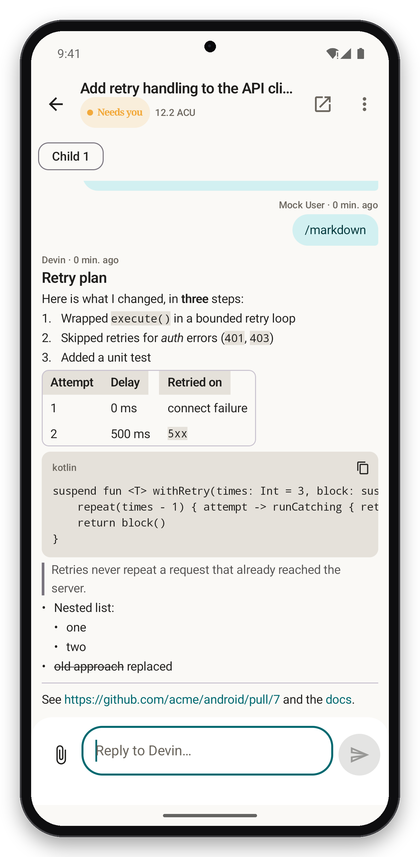 9:41
Add retry handling to the API cli…
Needs you 12.2 ACU
Child 1
Mock User · 0 min. ago
/markdown
Devin · 0 min. ago
Retry plan
Here is what I changed, in three steps:
1. Wrapped execute() in a bounded retry loop
2. Skipped retries for auth errors (401, 403)
3. Added a unit test
Attempt Delay Retried on
1 0 ms connect failure
2 500 ms 5xx
kotlin
suspend fun <T> withRetry(times: Int = 3, block: sus
repeat(times - 1) { attempt -> runCatching { ret
return block()
}
Retries never repeat a request that already reached the
server.
• Nested list:
• one
• two
• old approach replaced
See https://github.com/acme/android/pull/7 and the docs.
Reply to Devin…